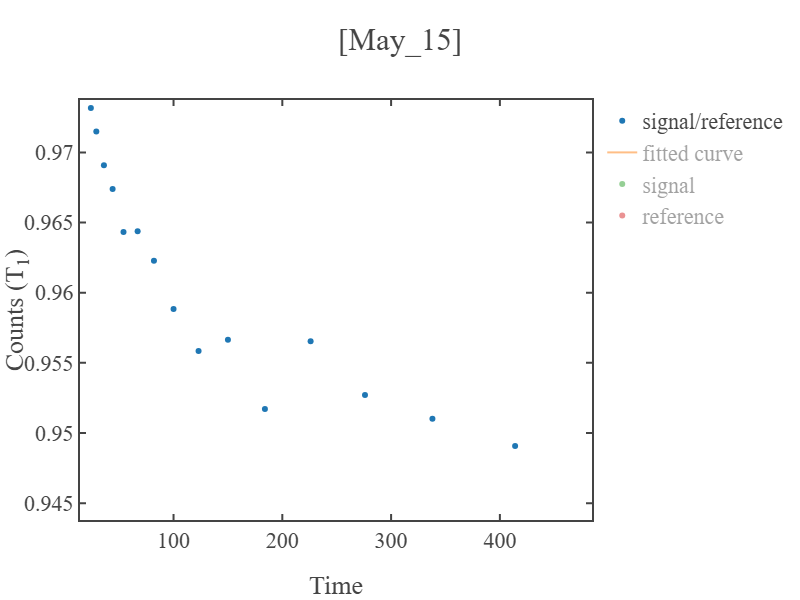 [May_15]
signal/reference
fitted curve
signal
reference
Counts (T1)
0.97
0.965
0.96
0.955
0.95
0.945
100 200 300 400
Time